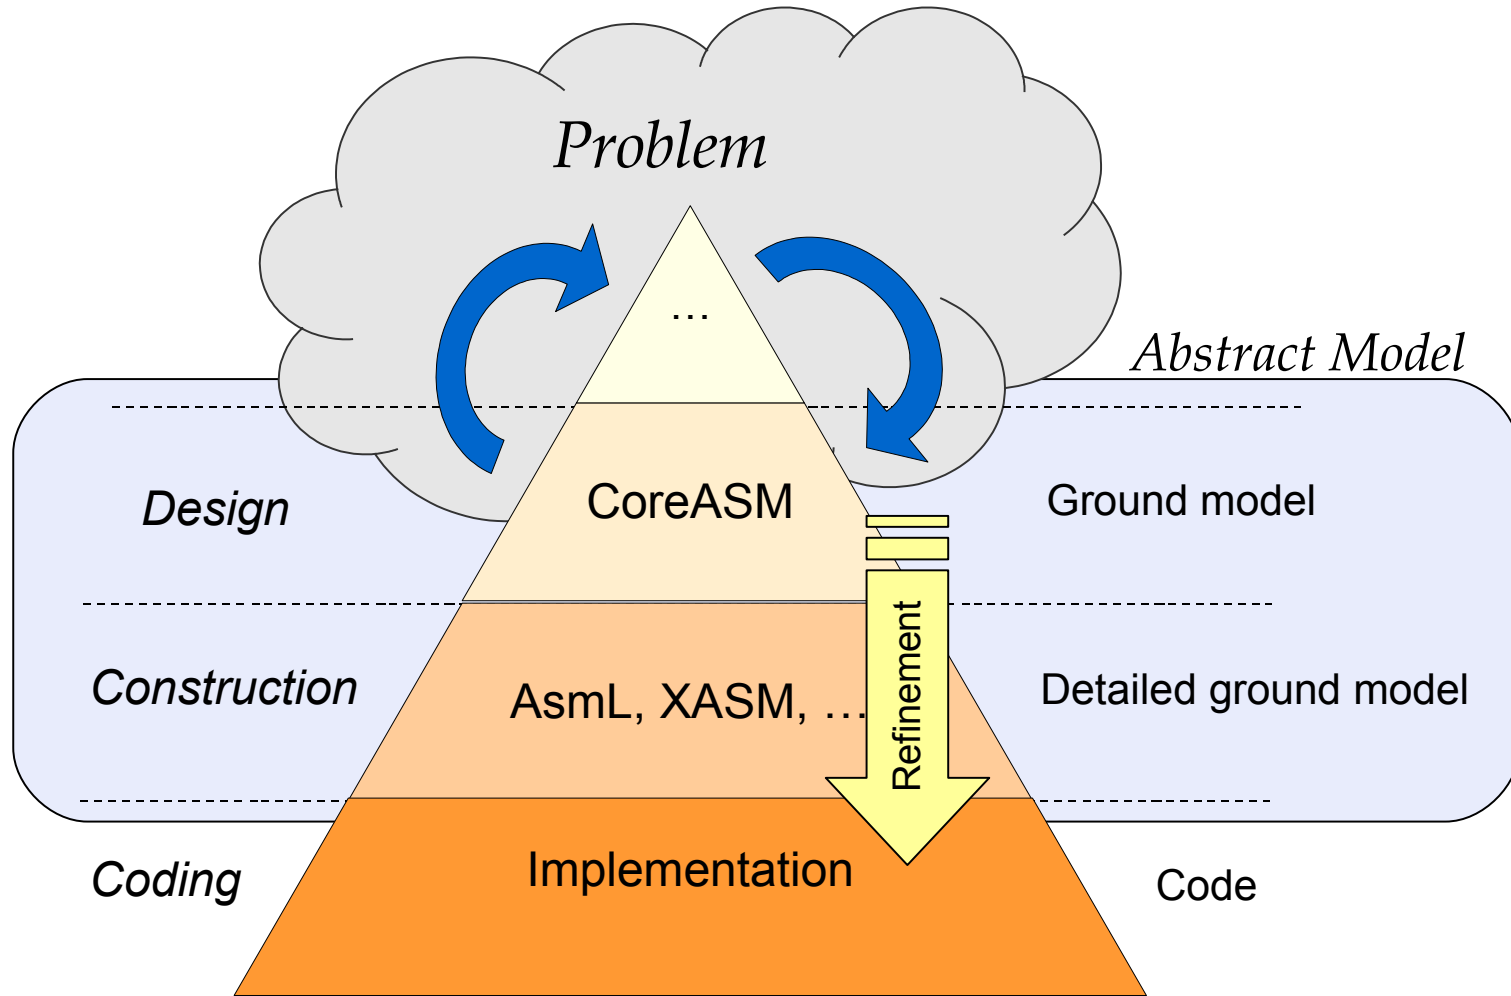 Problem
…
Abstract Model
Design
CoreASM
Ground model
Construction
AsmL, XASM, …
Refinement
Detailed ground model
Coding
Implementation
Code